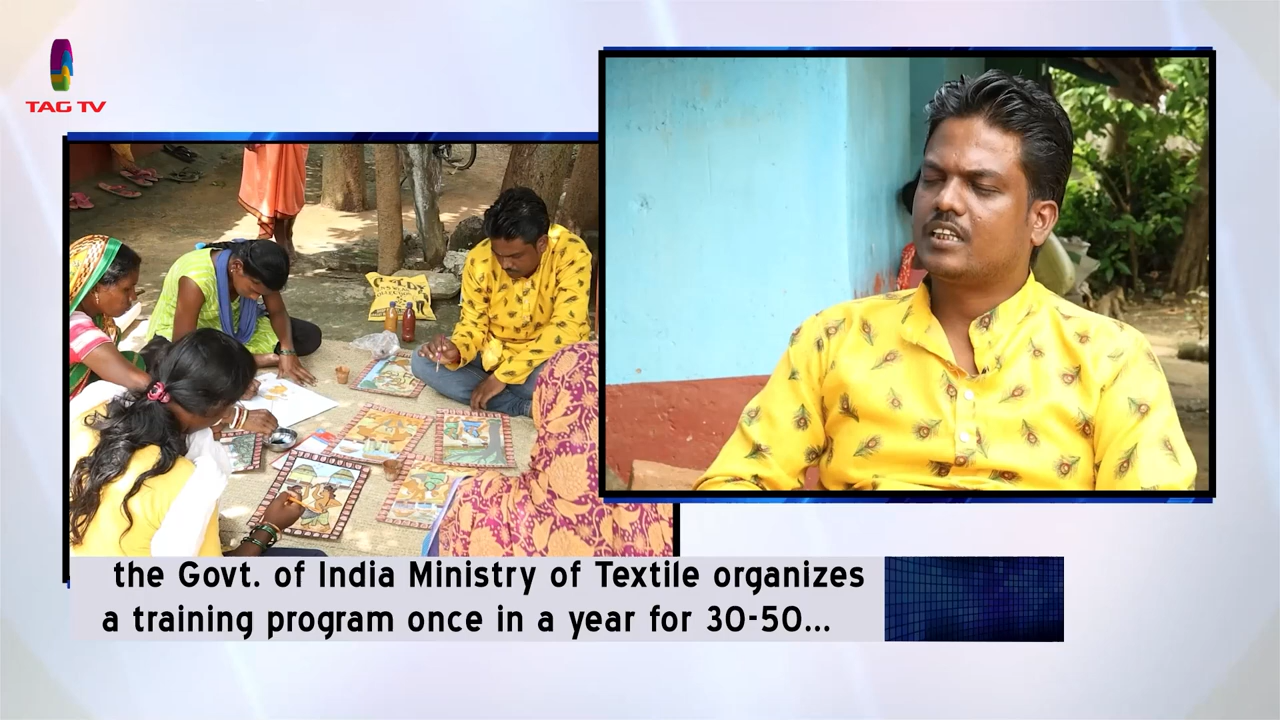 TAG TV
the Govt. of India Ministry of Textile organizes
a training program once in a year for 30-50...